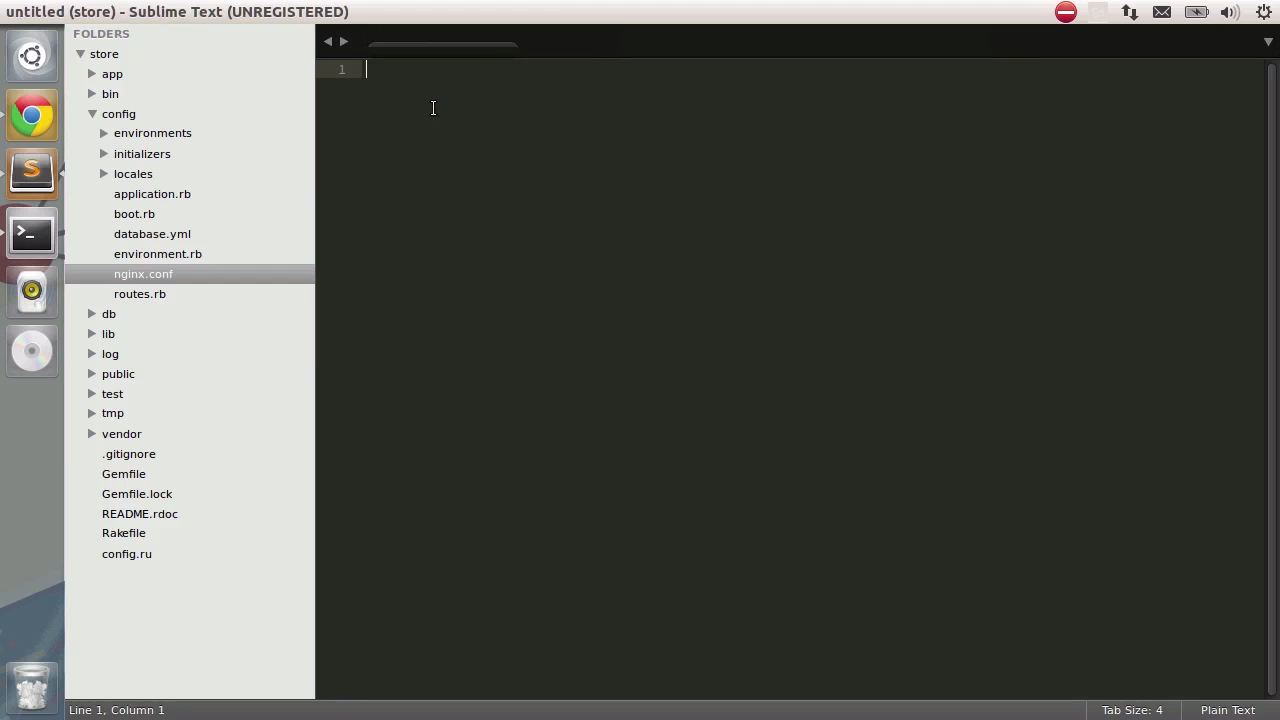 untitled (store) - Sublime Text (UNREGISTERED)
FOLDERS
store
app
bin
config
environments
initializers
locales
application.rb
boot.rb
database.yml
environment.rb
nginx.conf
routes.rb
db
lib
log
public
test
tmp
vendor
.gitignore
Gemfile
Gemfile.lock
README.rdoc
Rakefile
config.ru
1
Line 1, Column 1
Tab Size: 4
Plain Text